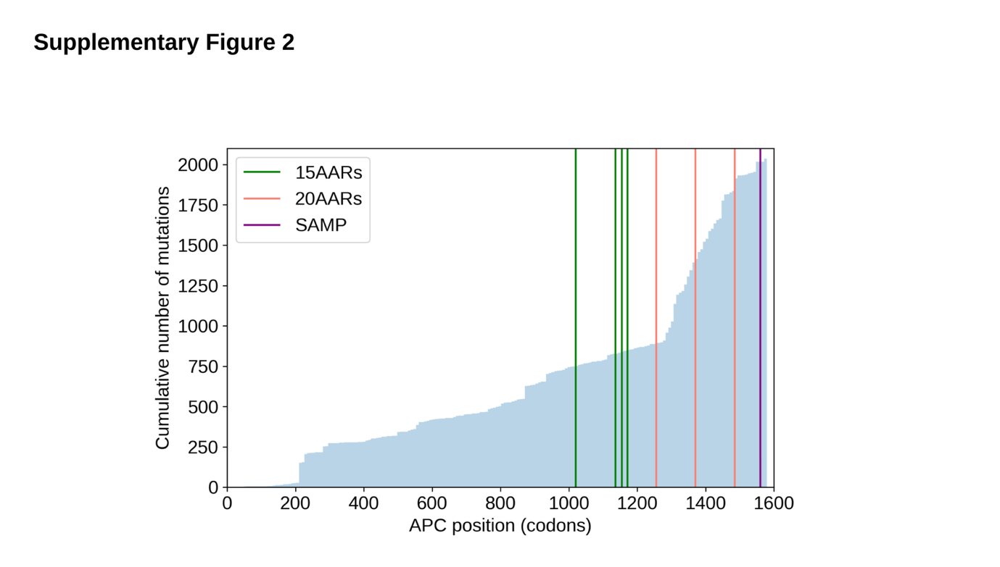 Supplementary Figure 2
2000
1750
1500
1250
1000
750
500
250
0
Cumulative number of mutations
15AARs
20AARs
SAMP
0 200 400 600 800 1000 1200 1400 1600
APC position (codons)